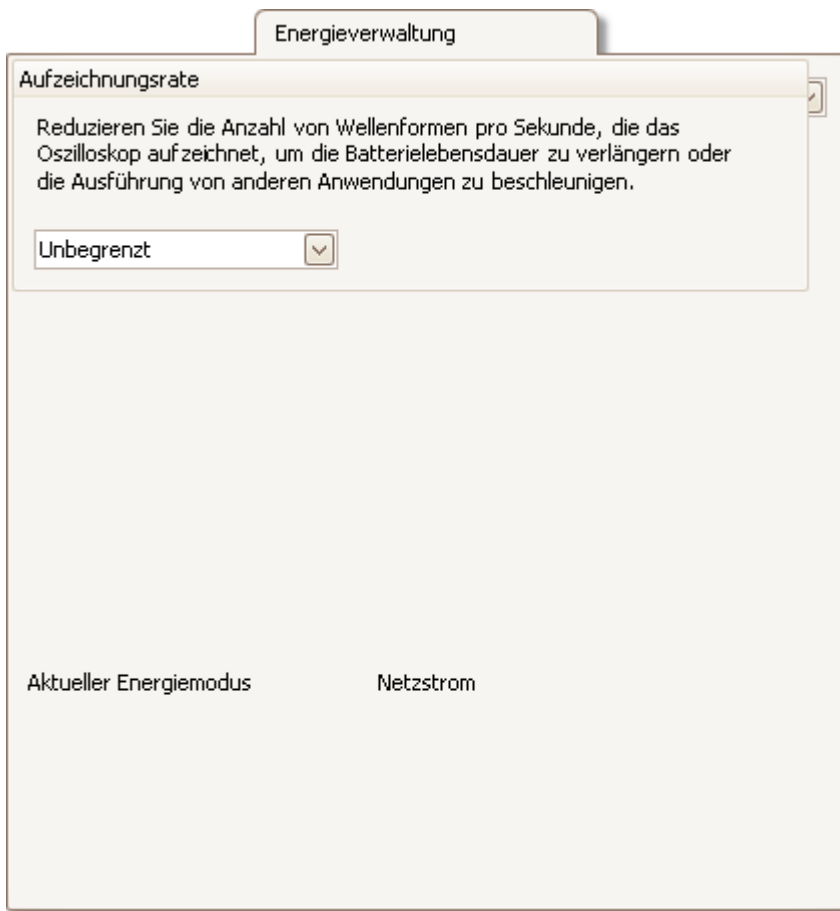 Energieverwaltung
Aufzeichnungsrate
Reduzieren Sie die Anzahl von Wellenformen pro Sekunde, die das
Oszilloskop aufzeichnet, um die Batterielebensdauer zu verlängern oder
die Ausführung von anderen Anwendungen zu beschleunigen.
Unbegrenzt
Aktueller Energiemodus Netzstrom